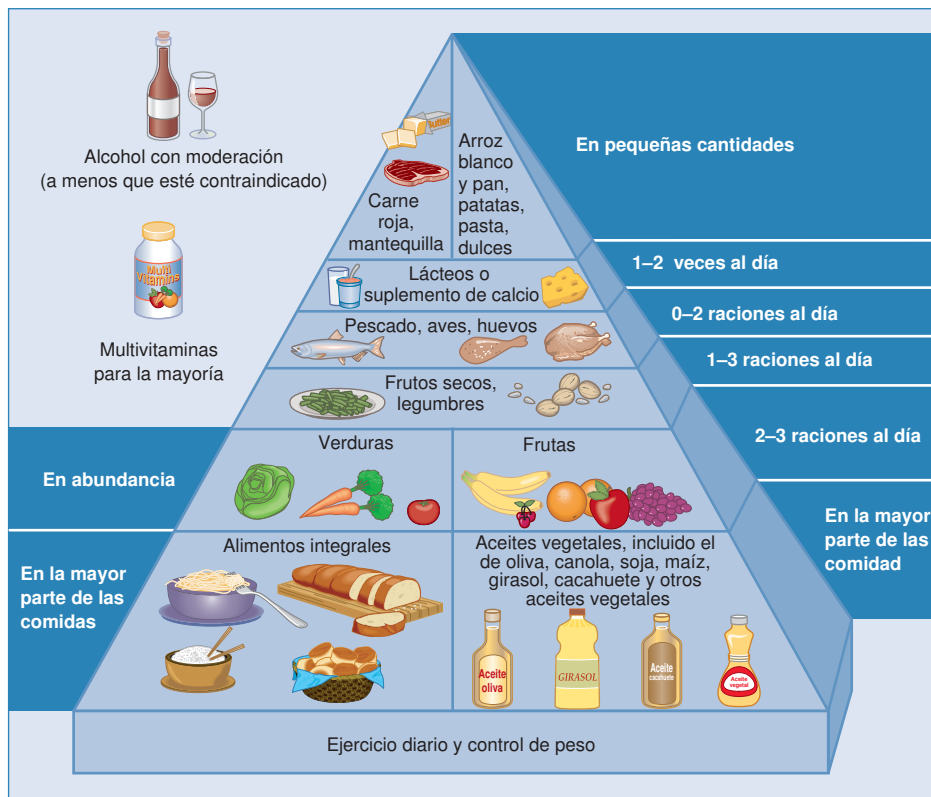 Alcohol con moderación
(a menos que esté contraindicado)
Multi
Vitamins
Multivitaminas
para la mayoría
Butter
Carne
roja,
mantequilla
Arroz
blanco
y pan,
patatas,
pasta,
dulces
En pequeñas cantidades
Lácteos o
suplemento de calcio
1–2 veces al día
Pescado, aves, huevos
0–2 raciones al día
Frutos secos,
legumbres
1–3 raciones al día
En abundancia
Verduras
Frutas
2–3 raciones al día
En la mayor
parte de las
comidas
Alimentos integrales
Aceites vegetales, incluido el
de oliva, canola, soja, maíz,
girasol, cacahuete y otros
aceites vegetales
Aceite
oliva
GIRASOL
Aceite
cacahuete
Aceite
vegetal
En la mayor
parte de las
comidad
Ejercicio diario y control de peso